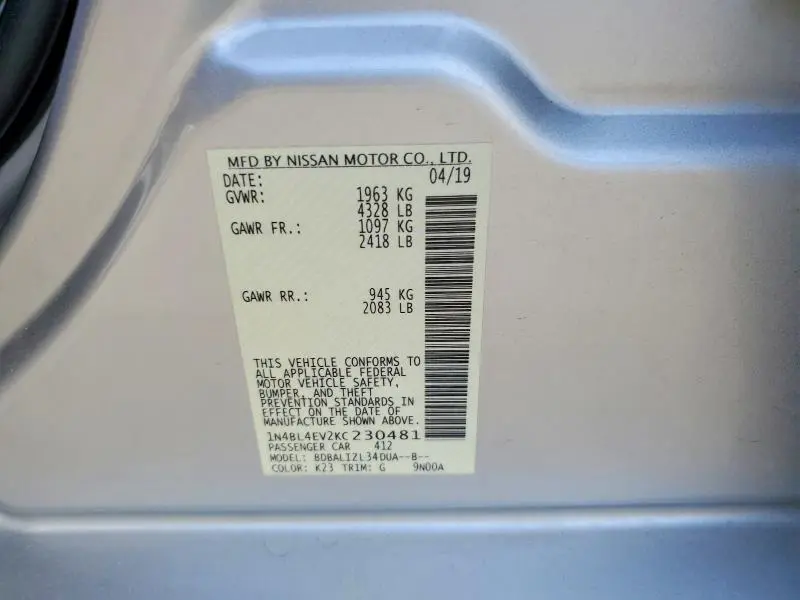 MFD BY NISSAN MOTOR CO., LTD.
DATE: 04/19
GVWR: 1963 KG
4328 LB
GAWR FR.: 1097 KG
2418 LB
GAWR RR.: 945 KG
2083 LB
THIS VEHICLE CONFORMS TO
ALL APPLICABLE FEDERAL
MOTOR VEHICLE SAFETY,
BUMPER, AND THEFT
PREVENTION STANDARDS IN
EFFECT ON THE DATE OF
MANUFACTURE SHOWN ABOVE.
1N4BL4EV2KC230481
PASSENGER CAR 412
MODEL: BDBALIZL34DUA--B--
COLOR: K23 TRIM: G 9N00A